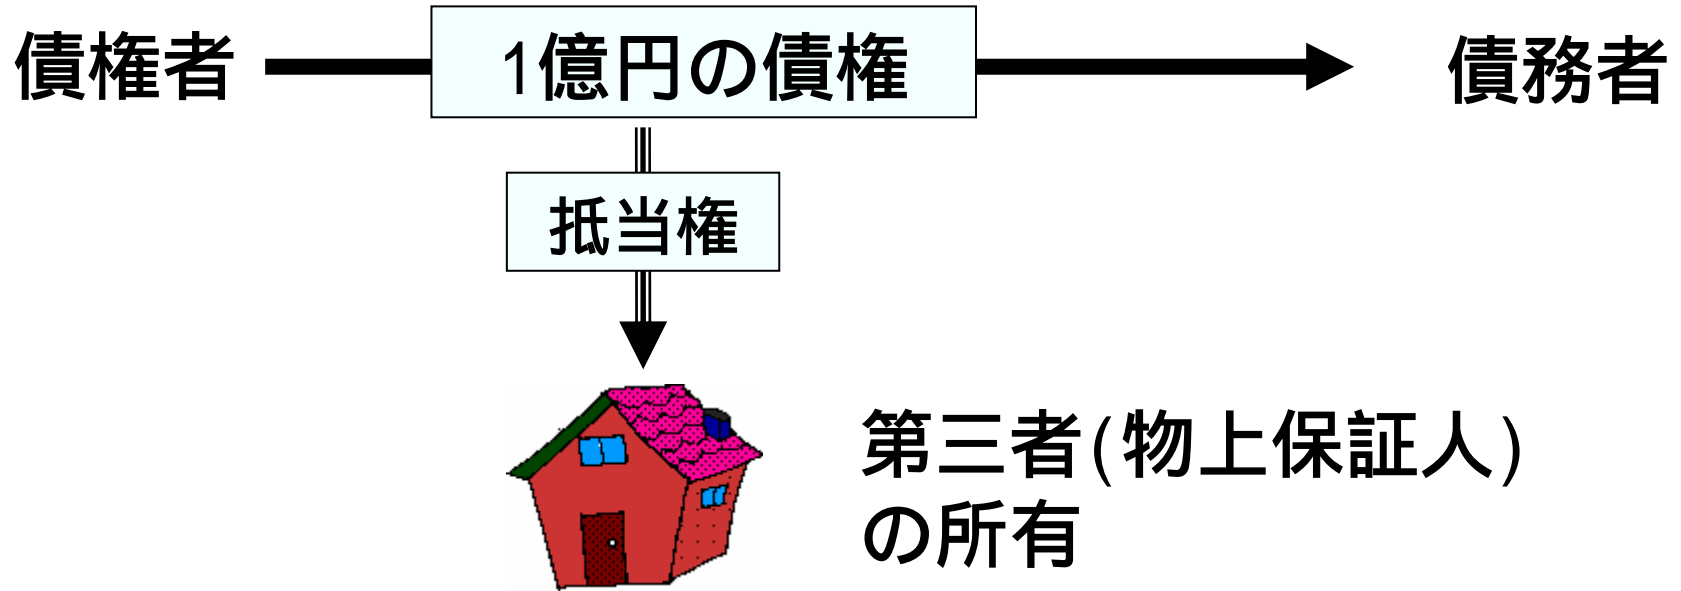 債権者
1億円の債権
債務者
抵当権
第三者(物上保証人)
の所有